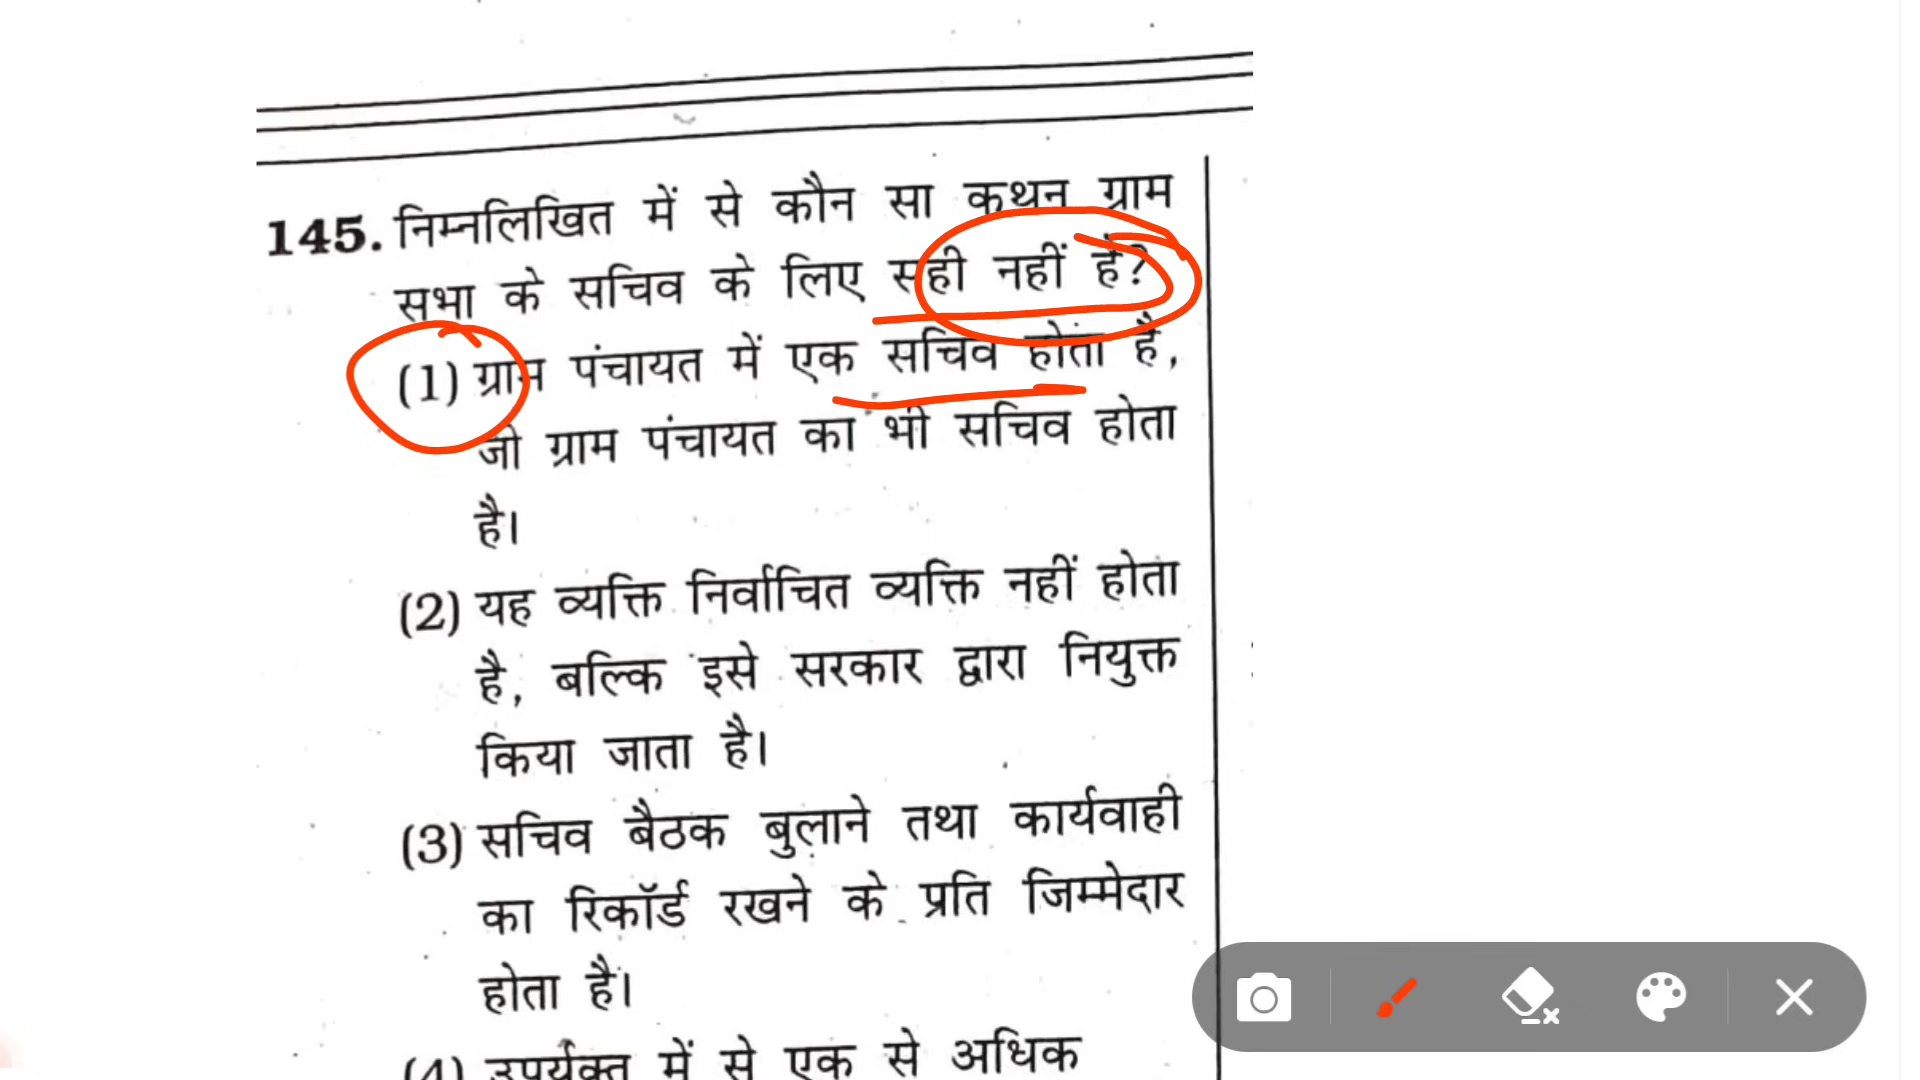 145. निम्नलिखित में से कौन सा कथन ग्राम
सभा के सचिव के लिए सही नहीं है?
(1) ग्राम पंचायत में एक सचिव होता है,
जो ग्राम पंचायत का भी सचिव होता
है।
(2) यह व्यक्ति निर्वाचित व्यक्ति नहीं होता
है, बल्कि इसे सरकार द्वारा नियुक्त
किया जाता है।
(3) सचिव बैठक बुलाने तथा कार्यवाही
का रिकॉर्ड रखने के प्रति जिम्मेदार
होता है।
(4) उपर्युक्त में से एक से अधिक